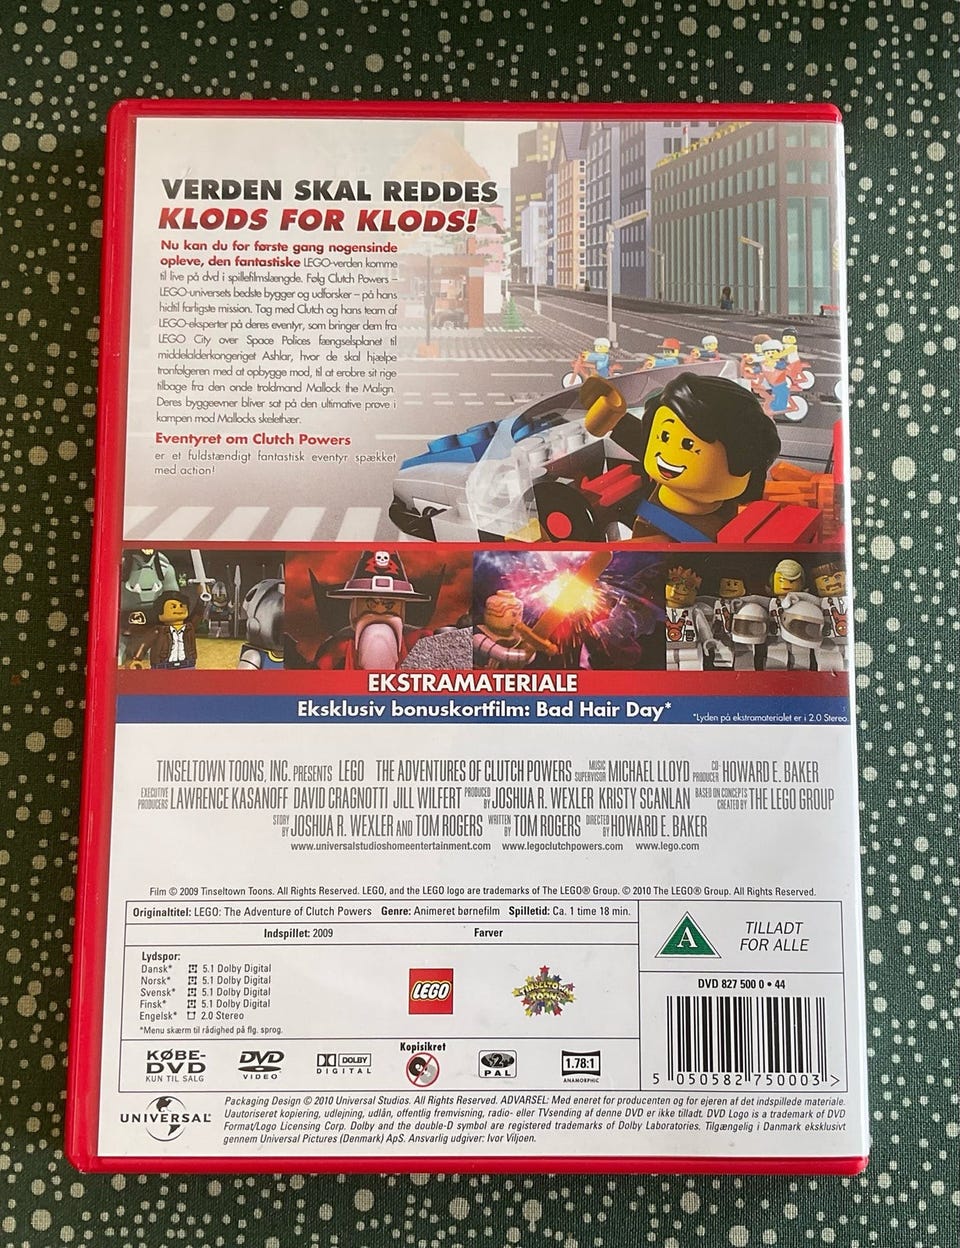 VERDEN SKAL REDDES
KLODS FOR KLODS!
Nu kan du for første gang nogensinde
opleve, den fantastiske LEGO-verden komme
til live på dvd i spillefilmslængde. Følg Clutch Powers –
LEGO-universets bedste bygger og udforsker – på hans
hidtil farligste mission. Tag med Clutch og hans team af
LEGO-eksperter på deres eventyr, som bringer dem fra
LEGO City over Space Polices fængselsplanet til
middelalderkongeriget Ashlar, hvor de skal hjælpe
tronfølgeren med at opbygge mod, til at erobre sit rige
tilbage fra den onde troldmand Mallock the Malign.
Deres byggeevner bliver sat på den ultimative prøve i
kampen mod Mallocks skelethær.
Eventyret om Clutch Powers
er et fuldstændigt fantastisk eventyr spækket
med action!
EKSTRAMATERIALE
Eksklusiv bonuskortfilm: Bad Hair Day*
*Lyden på ekstramaterialet er i 2.0 Stereo.
TINSELTOWN TOONS, INC. PRESENTS LEGO THE ADVENTURES OF CLUTCH POWERS MUSIC SUPERVISOR MICHAEL LLOYD CO-PRODUCER HOWARD E. BAKER
EXECUTIVE PRODUCERS LAWRENCE KASANOFF DAVID CRAGNOTTI JILL WILFERT PRODUCED BY JOSHUA R. WEXLER KRISTY SCANLAN BASED ON CONCEPTS CREATED BY THE LEGO GROUP
STORY BY JOSHUA R. WEXLER AND TOM ROGERS WRITTEN BY TOM ROGERS DIRECTED BY HOWARD E. BAKER
www.universalstudioshomeentertainment.com www.legoclutchpowers.com www.lego.com
Film © 2009 Tinseltown Toons. All Rights Reserved. LEGO, and the LEGO logo are trademarks of The LEGO® Group. © 2010 The LEGO® Group. All Rights Reserved.
Originaltitel: LEGO: The Adventure of Clutch Powers Genre: Animeret børnefilm Spilletid: Ca. 1 time 18 min.
Indspillet: 2009 Farver
Lydspor:
Dansk* 5.1 Dolby Digital
Norsk* 5.1 Dolby Digital
Svensk* 5.1 Dolby Digital
Finsk* 5.1 Dolby Digital
Engelsk* 2.0 Stereo
*Menu skærm til rådighed på flg. sprog.
LEGO
TINSELTOWN
TOONS
A
TILLADT
FOR ALLE
DVD 827 500 0 • 44
5 050582 750003 >
KØBE-
DVD
KUN TIL SALG
DVD
VIDEO
DOLBY
DIGITAL
Kopisikret
2
PAL
1.78:1
ANAMORPHIC
UNIVERSAL
Packaging Design © 2010 Universal Studios. All Rights Reserved. ADVARSEL: Med eneret for producenten og for ejeren af det indspillede materiale.
Uautoriseret kopiering, udlejning, udlån, offentlig fremvisning, radio- eller TVsending af denne DVD er ikke tilladt. DVD Logo is a trademark of DVD
Format/Logo Licensing Corp. Dolby and the double-D symbol are registered trademarks of Dolby Laboratories. Tilgængelig i Danmark eksklusivt
gennem Universal Pictures (Denmark) ApS. Ansvarlig udgiver: Ivor Viljoen.